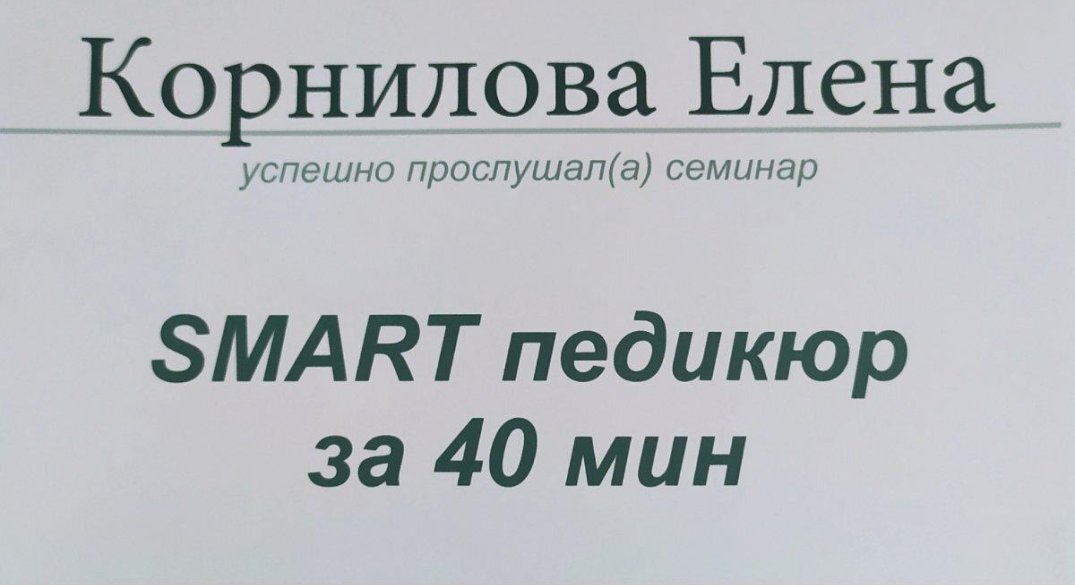 Корнилова Елена
успешно прослушал(а) семинар
SMART педикюр
за 40 мин